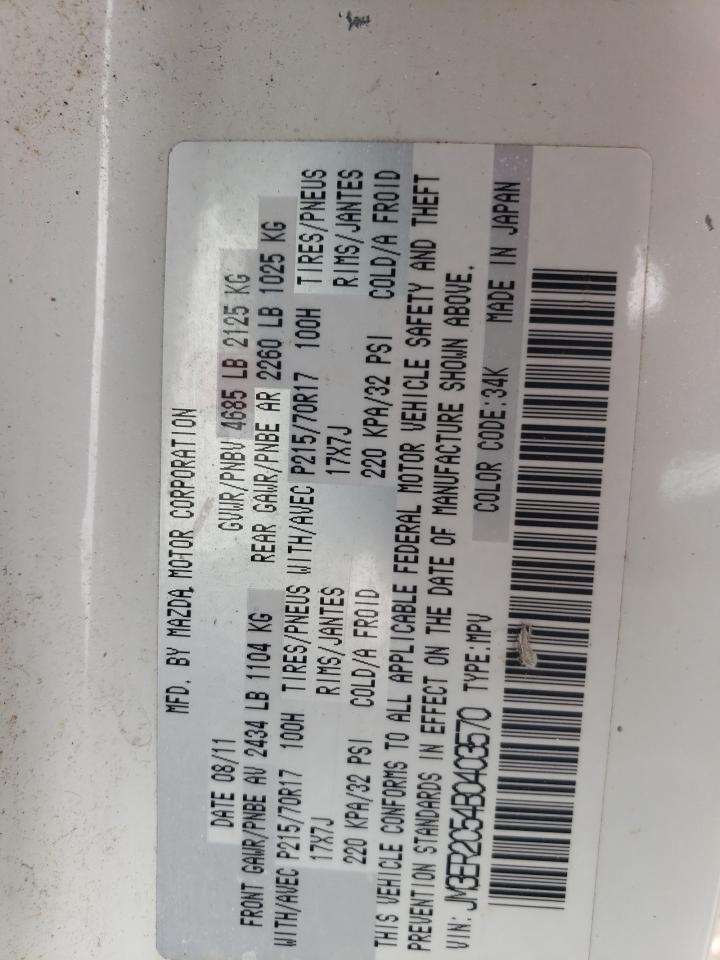 MFD. BY MAZDA MOTOR CORPORATION
DATE 08/11 GVWR/PNBV 4685 LB 2125 KG
FRONT GAWR/PNBE AV 2434 LB 1104 KG REAR GAWR/PNBE AR 2260 LB 1025 KG
WITH/AVEC P215/70R17 100H TIRES/PNEUS WITH/AVEC P215/70R17 100H TIRES/PNEUS
17X7J RIMS/JANTES 17X7J RIMS/JANTES
220 KPA/32 PSI COLD/A FROID 220 KPA/32 PSI COLD/A FROID
THIS VEHICLE CONFORMS TO ALL APPLICABLE FEDERAL MOTOR VEHICLE SAFETY AND THEFT
PREVENTION STANDARDS IN EFFECT ON THE DATE OF MANUFACTURE SHOWN ABOVE.
VIN: JM3ER2C54B0403570 TYPE:MPV COLOR CODE:34K MADE IN JAPAN